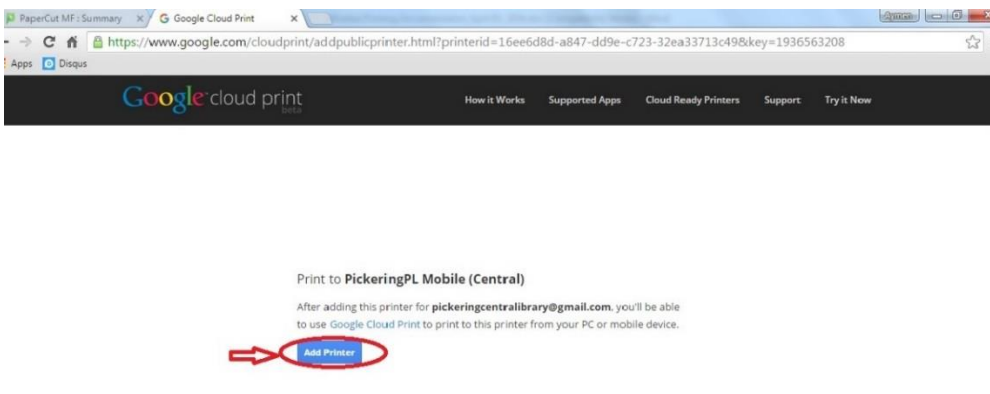 PaperCut MF : Summary
Google Cloud Print
Ayman
https://www.google.com/cloudprint/addpublicprinter.html?printerid=16ee6d8d-a847-dd9e-c723-32ea33713c49&key=1936563208
Apps Disqus
Google cloud print
beta
How it Works Supported Apps Cloud Ready Printers Support Try it Now
Print to PickeringPL Mobile (Central)
After adding this printer for pickeringcentralibrary@gmail.com, you'll be able
to use Google Cloud Print to print to this printer from your PC or mobile device.
Add Printer